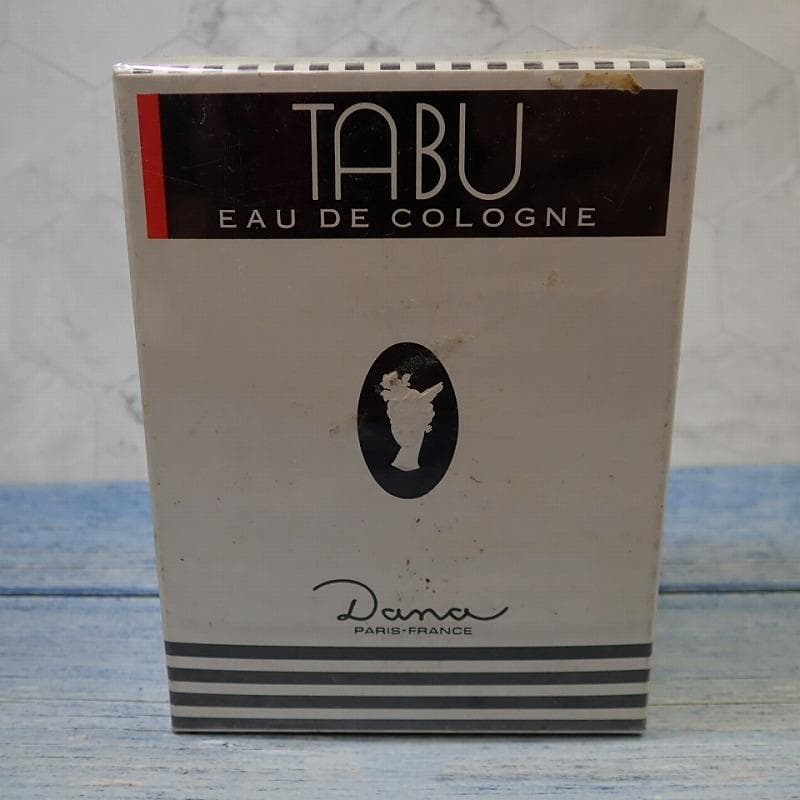 TABU
EAU DE COLOGNE
Dana
PARIS-FRANCE